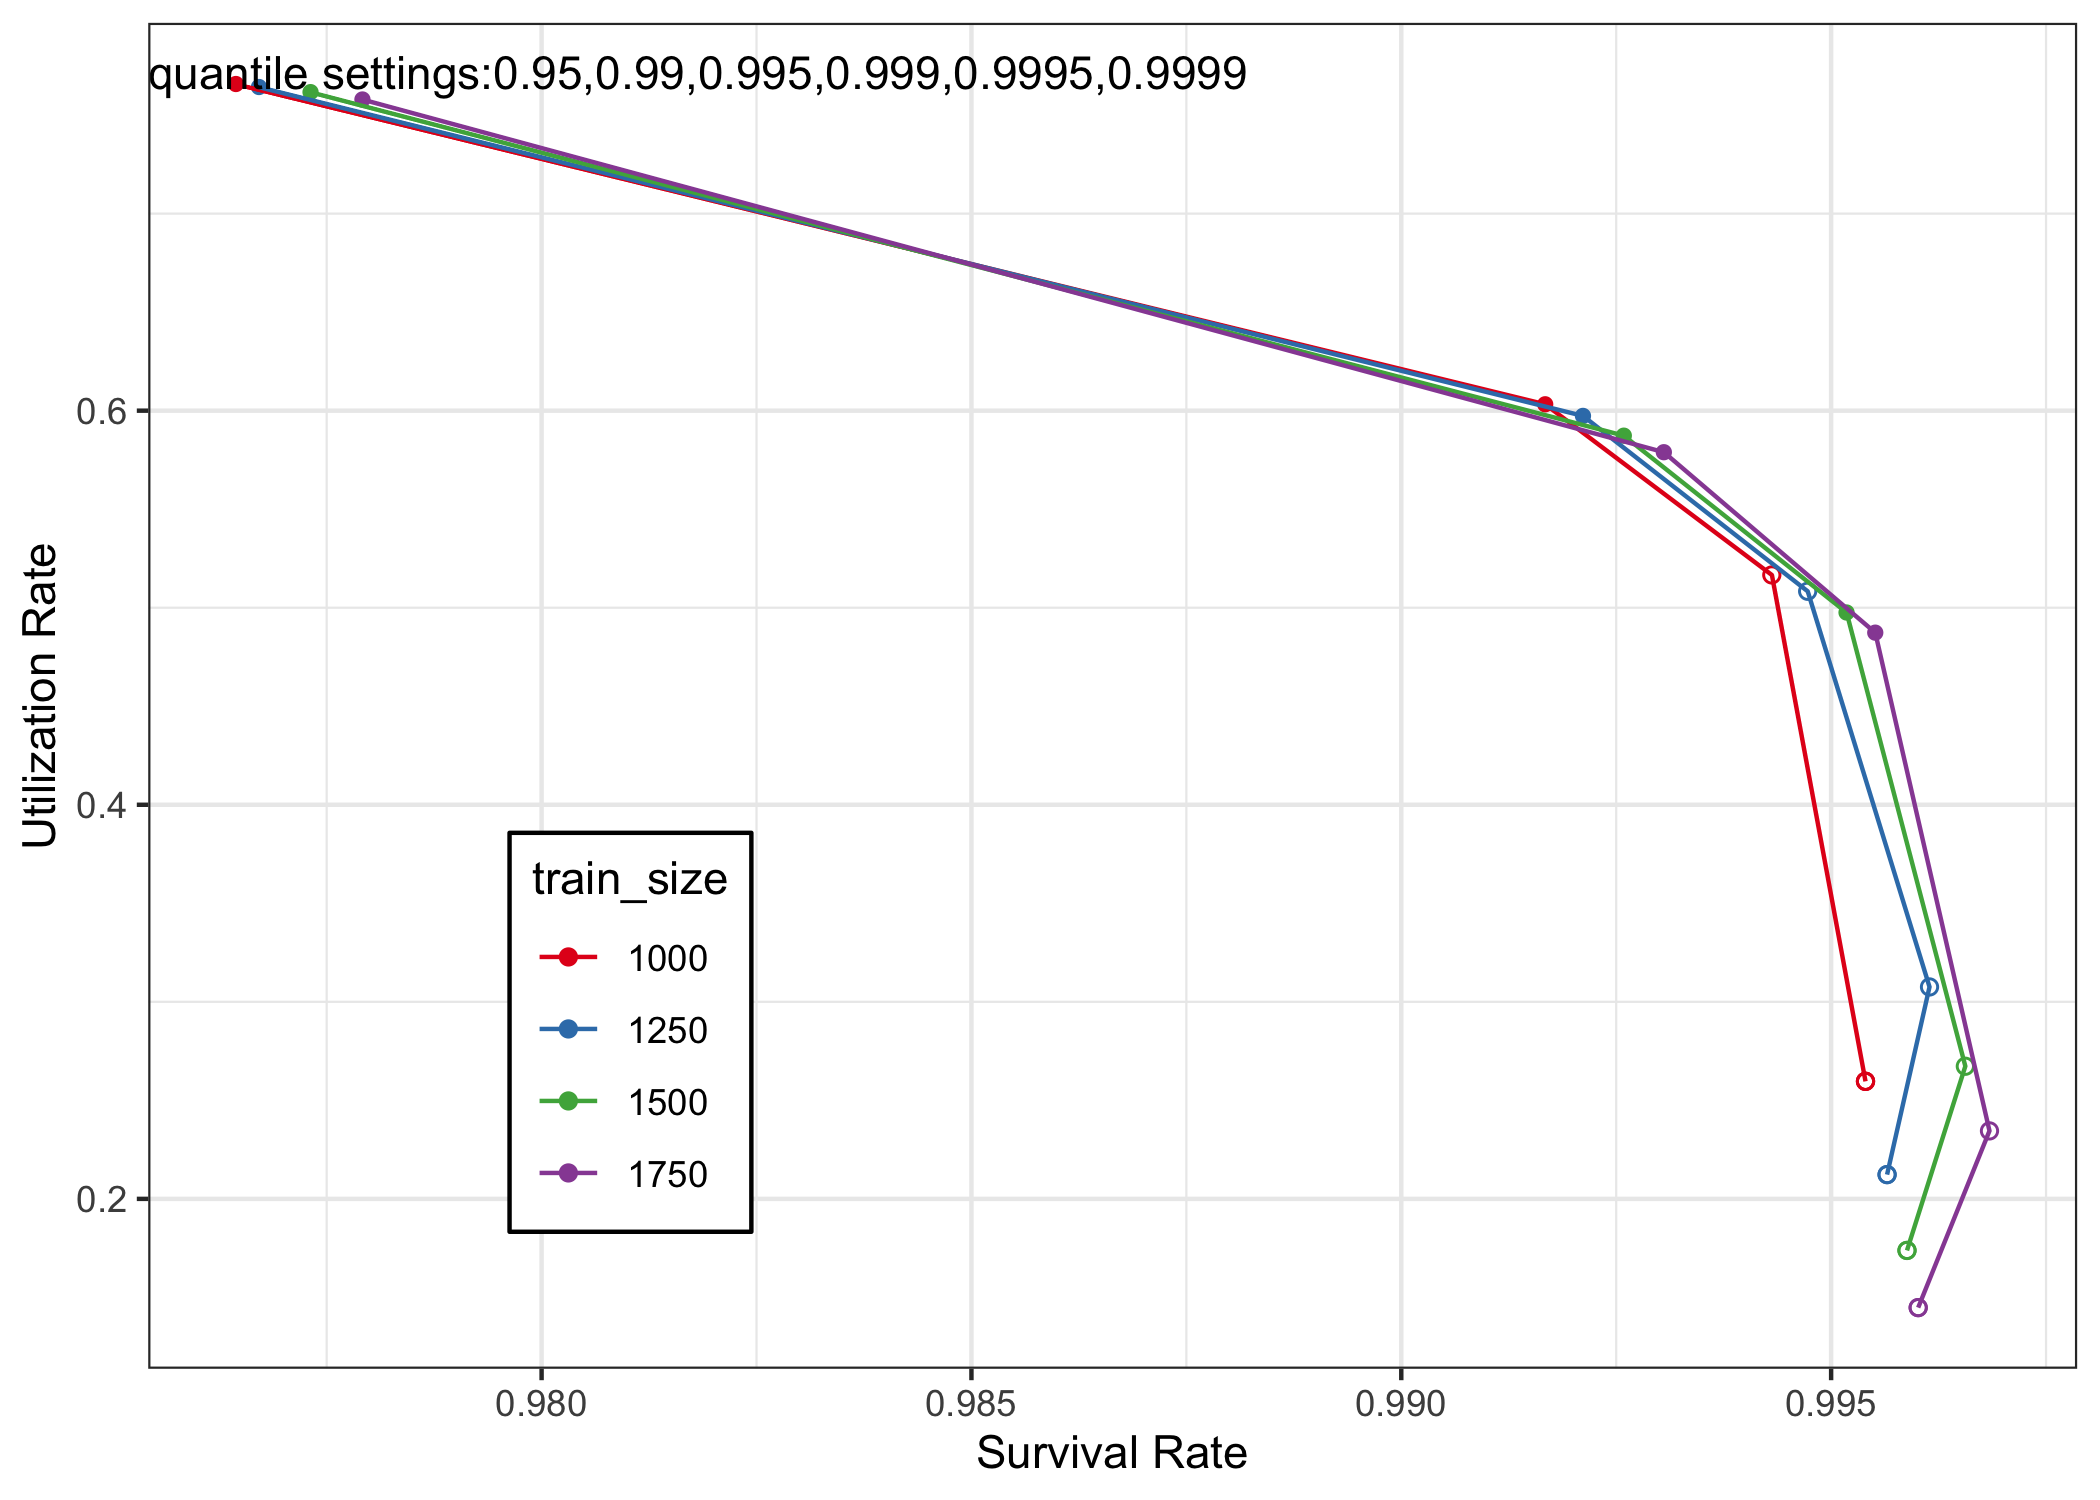 quantile settings:0.95,0.99,0.995,0.999,0.9995,0.9999
Utilization Rate
0.6
0.4
0.2
train_size
1000
1250
1500
1750
0.980 0.985 0.990 0.995
Survival Rate